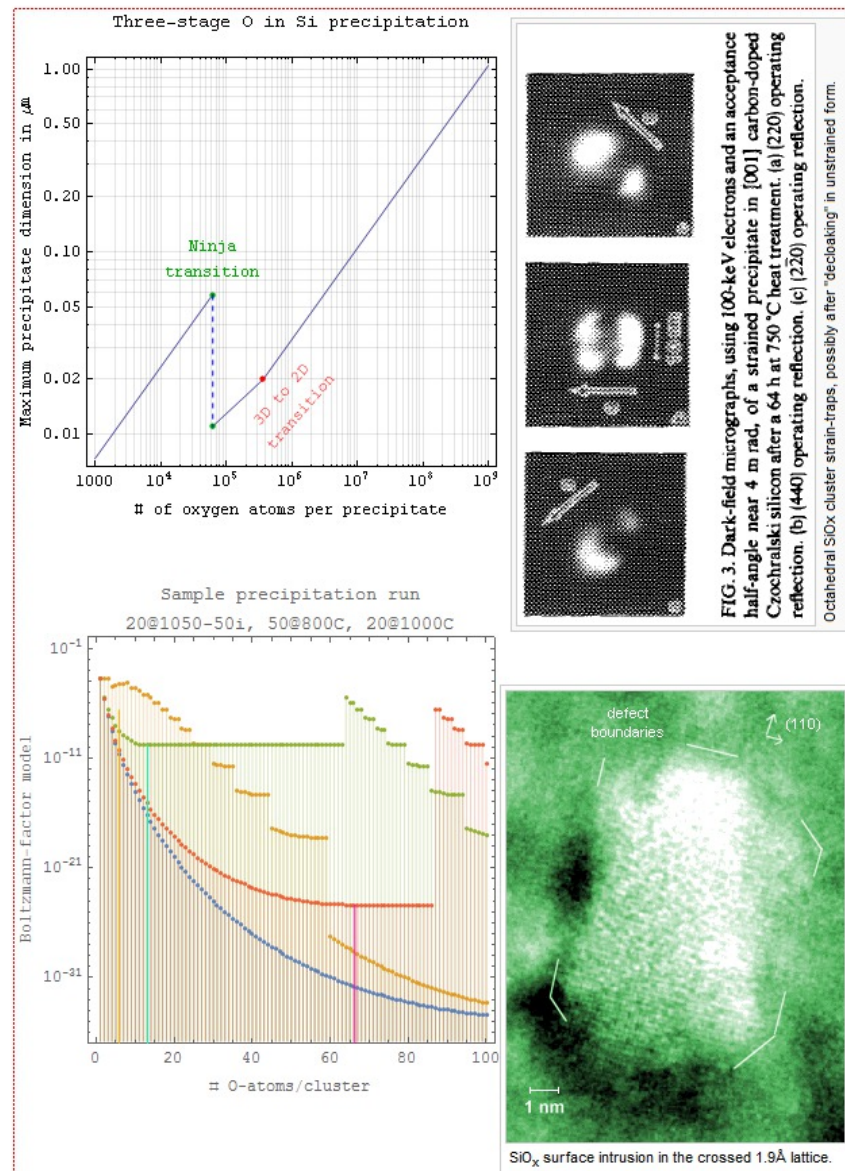 Three-stage O in Si precipitation
Maximum precipitate dimension in μm
1.00
0.50
0.20
0.10
0.05
0.02
0.01
Ninja
transition
3D to 2D
transition
1000
10⁴
10⁵
10⁶
10⁷
10⁸
10⁹
# of oxygen atoms per precipitate
FIG. 3. Dark-field micrographs, using 100-keV electrons and an acceptance
half-angle near 4 m rad, of a strained precipitate in [001] carbon-doped
Czochralski silicon after a 64 h at 750 °C heat treatment. (a) (220) operating
reflection. (b) (440) operating reflection. (c) (22̄0) operating reflection.
Octahedral SiOx cluster strain-traps, possibly after "decloaking" in unstrained form.
Sample precipitation run
20@1050-50i, 50@800C, 20@1000C
Boltzmann-factor model
10⁻¹
10⁻¹¹
10⁻²¹
10⁻³¹
0
20
40
60
80
100
# O-atoms/cluster
defect
boundaries
(110)
1 nm
SiOₓ surface intrusion in the crossed 1.9Å lattice.